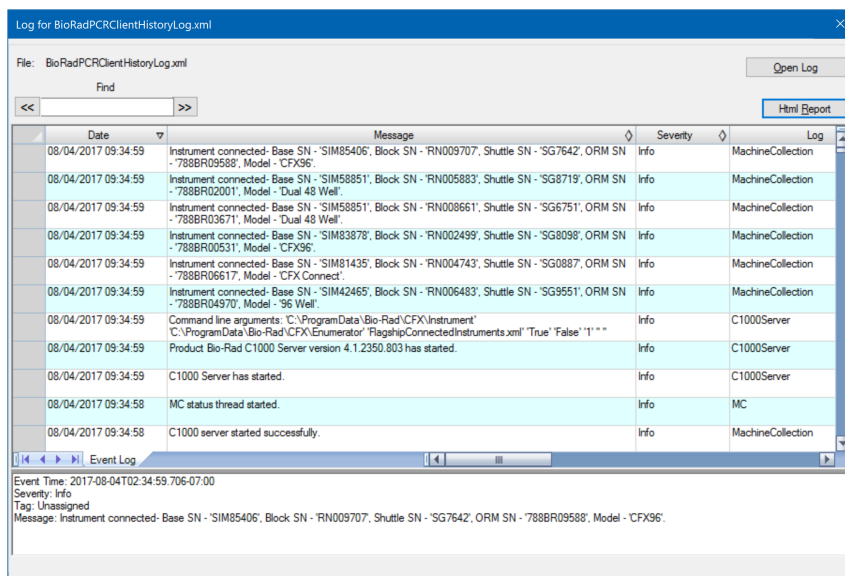 Log for BioRadPCRClientHistoryLog.xml
File: BioRadPCRClientHistoryLog.xml
Open Log
Find
<< >>
Html Report
Date Message Severity Log
08/04/2017 09:34:59 Instrument connected- Base SN - 'SIM85406', Block SN - 'RN009707', Shuttle SN - 'SG7642', ORM SN Info MachineCollection
- '788BR09588', Model - 'CFX96'.
08/04/2017 09:34:59 Instrument connected- Base SN - 'SIM58851', Block SN - 'RN005883', Shuttle SN - 'SG8719', ORM SN Info MachineCollection
- '788BR02001', Model - 'Dual 48 Well'.
08/04/2017 09:34:59 Instrument connected- Base SN - 'SIM58851', Block SN - 'RN008661', Shuttle SN - 'SG6751', ORM SN Info MachineCollection
- '788BR03671', Model - 'Dual 48 Well'.
08/04/2017 09:34:59 Instrument connected- Base SN - 'SIM83878', Block SN - 'RN002499', Shuttle SN - 'SG8098', ORM SN Info MachineCollection
- '788BR00531', Model - 'CFX96'.
08/04/2017 09:34:59 Instrument connected- Base SN - 'SIM81435', Block SN - 'RN004743', Shuttle SN - 'SG0887', ORM SN Info MachineCollection
- '788BR06617', Model - 'CFX Connect'.
08/04/2017 09:34:59 Instrument connected- Base SN - 'SIM42465', Block SN - 'RN006483', Shuttle SN - 'SG9551', ORM SN Info MachineCollection
- '788BR04970', Model - '96 Well'.
08/04/2017 09:34:59 Command line arguments: 'C:\ProgramData\Bio-Rad\CFX\Instrument' Info C1000Server
'C:\ProgramData\Bio-Rad\CFX\Enumerator' 'FlagshipConnectedInstruments.xml' 'True' 'False' '1' '' ''
08/04/2017 09:34:59 Product Bio-Rad C1000 Server version 4.1.2350.803 has started. Info C1000Server
08/04/2017 09:34:59 C1000 Server has started. Info C1000Server
08/04/2017 09:34:58 MC status thread started. Info MC
08/04/2017 09:34:58 C1000 server started successfully. Info MachineCollection
Event Log
Event Time: 2017-08-04T02:34:59.706-07:00
Severity: Info
Tag: Unassigned
Message: Instrument connected- Base SN - 'SIM85406', Block SN - 'RN009707', Shuttle SN - 'SG7642', ORM SN - '788BR09588', Model - 'CFX96'.